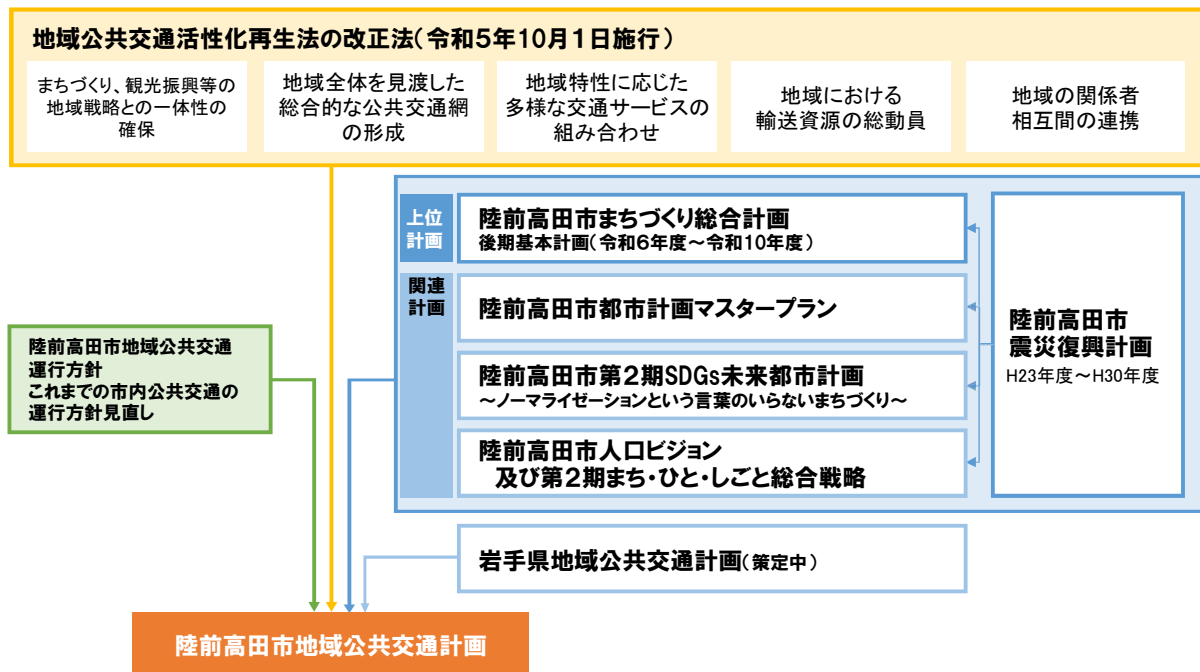 地域公共交通活性化再生法の改正法(令和5年10月1日施行)
まちづくり、観光振興等の
地域戦略との一体性の
確保
地域全体を見渡した
総合的な公共交通網
の形成
地域特性に応じた
多様な交通サービスの
組み合わせ
地域における
輸送資源の総動員
地域の関係者
相互間の連携
上位
計画
陸前高田市まちづくり総合計画
後期基本計画(令和6年度～令和10年度)
関連
計画
陸前高田市都市計画マスタープラン
陸前高田市第2期SDGs未来都市計画
～ノーマライゼーションという言葉のいらないまちづくり～
陸前高田市人口ビジョン
及び第2期まち・ひと・しごと総合戦略
陸前高田市
震災復興計画
H23年度～H30年度
陸前高田市地域公共交通
運行方針
これまでの市内公共交通の
運行方針見直し
岩手県地域公共交通計画(策定中)
陸前高田市地域公共交通計画